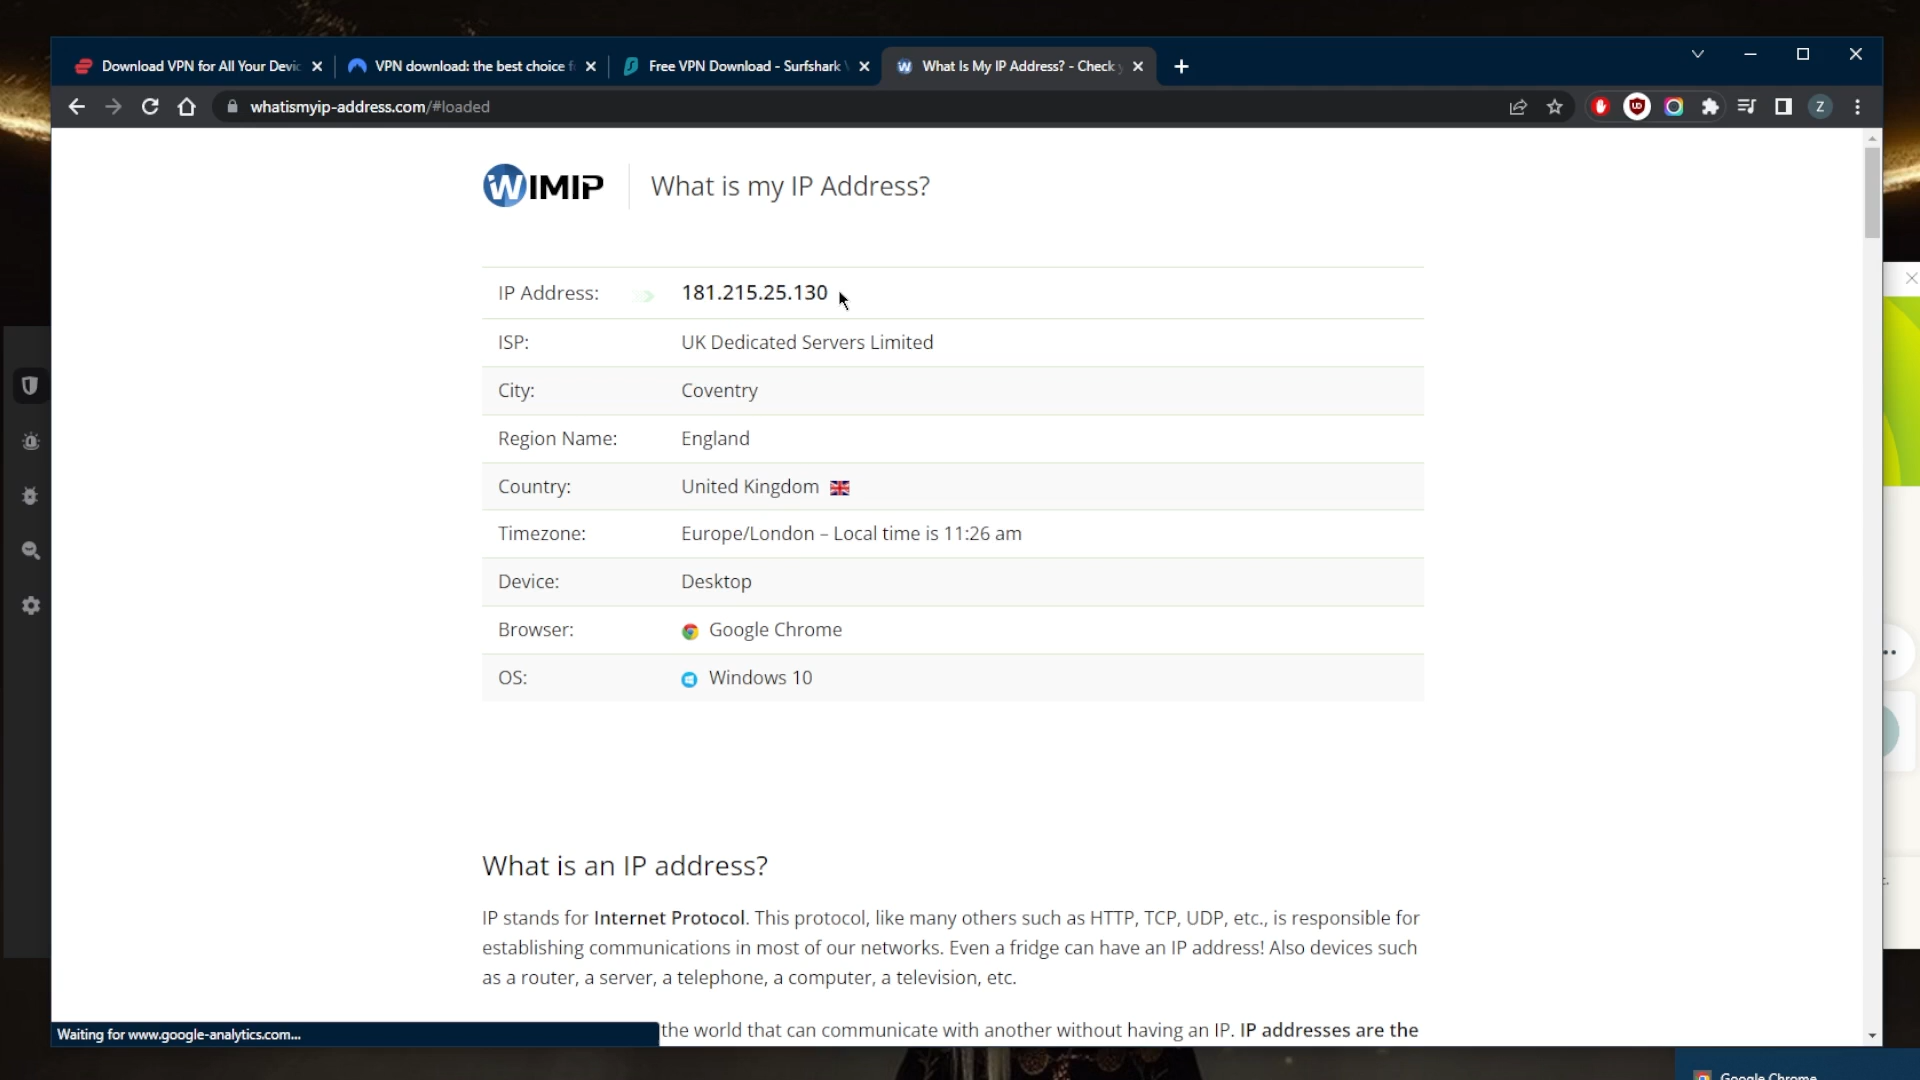 Download VPN for All Your Devic
VPN download: the best choice f
Free VPN Download - Surfshark
What Is My IP Address? - Check y
whatismyip-address.com/#loaded
Z
WIMIP
What is my IP Address?
IP Address: 181.215.25.130
ISP: UK Dedicated Servers Limited
City: Coventry
Region Name: England
Country: United Kingdom
Timezone: Europe/London – Local time is 11:26 am
Device: Desktop
Browser: Google Chrome
OS: Windows 10
What is an IP address?
IP stands for Internet Protocol. This protocol, like many others such as HTTP, TCP, UDP, etc., is responsible for
establishing communications in most of our networks. Even a fridge can have an IP address! Also devices such
as a router, a server, a telephone, a computer, a television, etc.
the world that can communicate with another without having an IP. IP addresses are the
Waiting for www.google-analytics.com...
Google Chrome